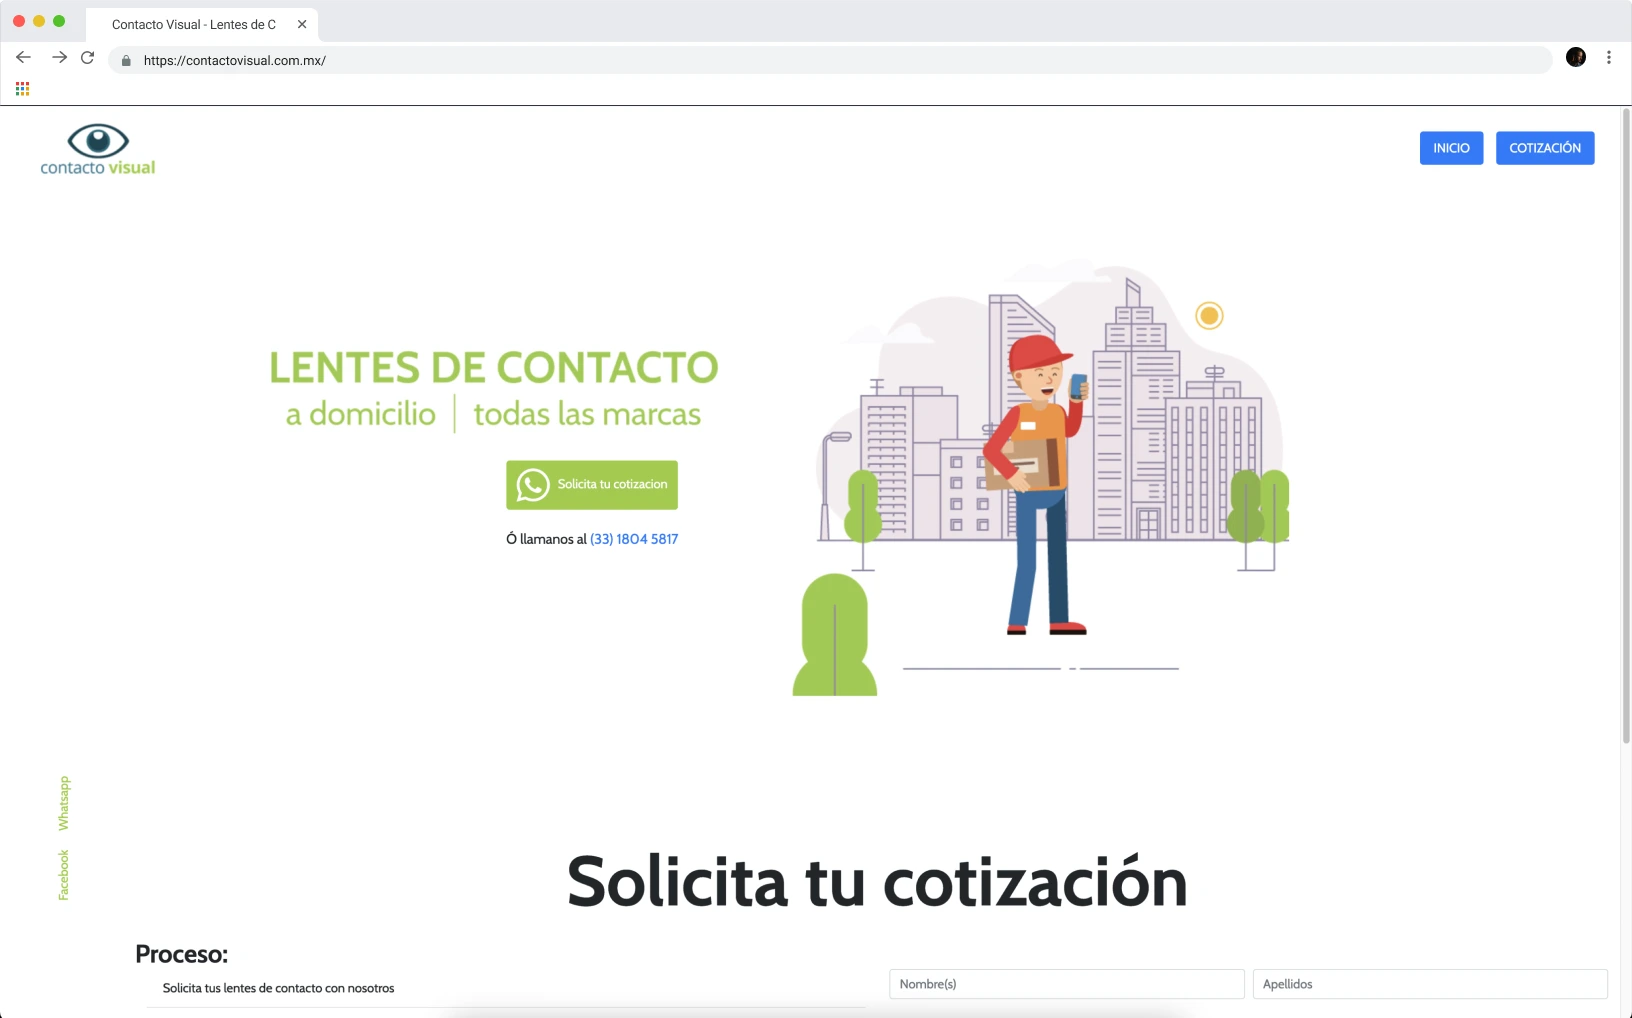 Contacto Visual - Lentes de C
https://contactovisual.com.mx/
contacto visual
INICIO
COTIZACIÓN
LENTES DE CONTACTO
a domicilio | todas las marcas
Solicita tu cotizacion
Ó llamanos al (33) 1804 5817
Whatsapp
Facebook
Solicita tu cotización
Proceso:
Solicita tus lentes de contacto con nosotros
Nombre(s)
Apellidos